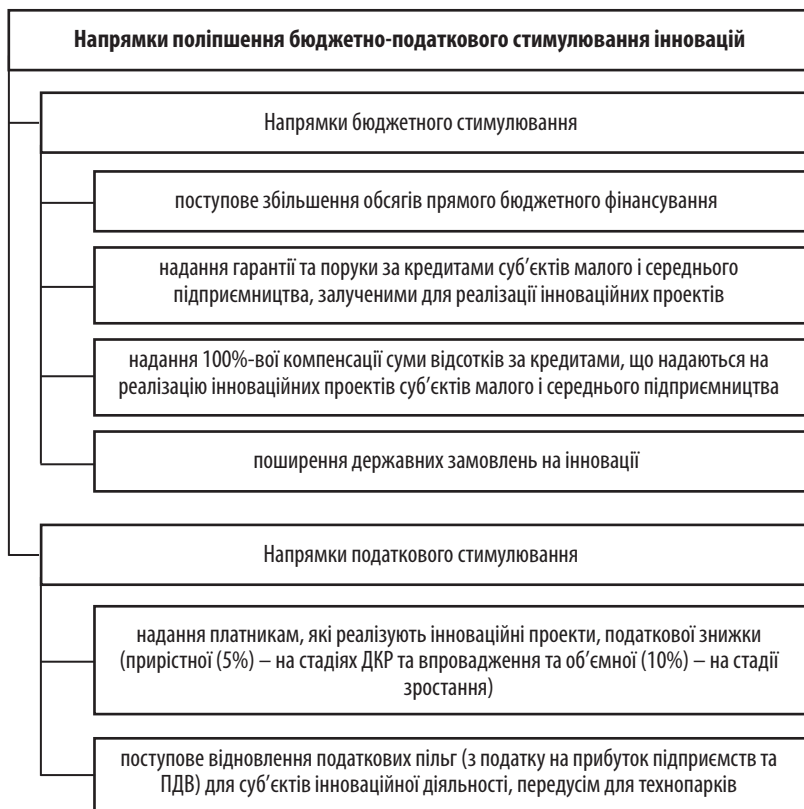 Напрямки поліпшення бюджетно-податкового стимулювання інновацій
Напрямки бюджетного стимулювання
поступове збільшення обсягів прямого бюджетного фінансування
надання гарантії та поруки за кредитами суб’єктів малого і середнього
підприємництва, залученими для реалізації інноваційних проектів
надання 100%-вої компенсації суми відсотків за кредитами, що надаються на
реалізацію інноваційних проектів суб’єктів малого і середнього підприємництва
поширення державних замовлень на інновації
Напрямки податкового стимулювання
надання платникам, які реалізують інноваційні проекти, податкової знижки
(прирістної (5%) – на стадіях ДКР та впровадження та об’ємної (10%) – на стадії
зростання)
поступове відновлення податкових пільг (з податку на прибуток підприємств та
ПДВ) для суб’єктів інноваційної діяльності, передусім для технопарків